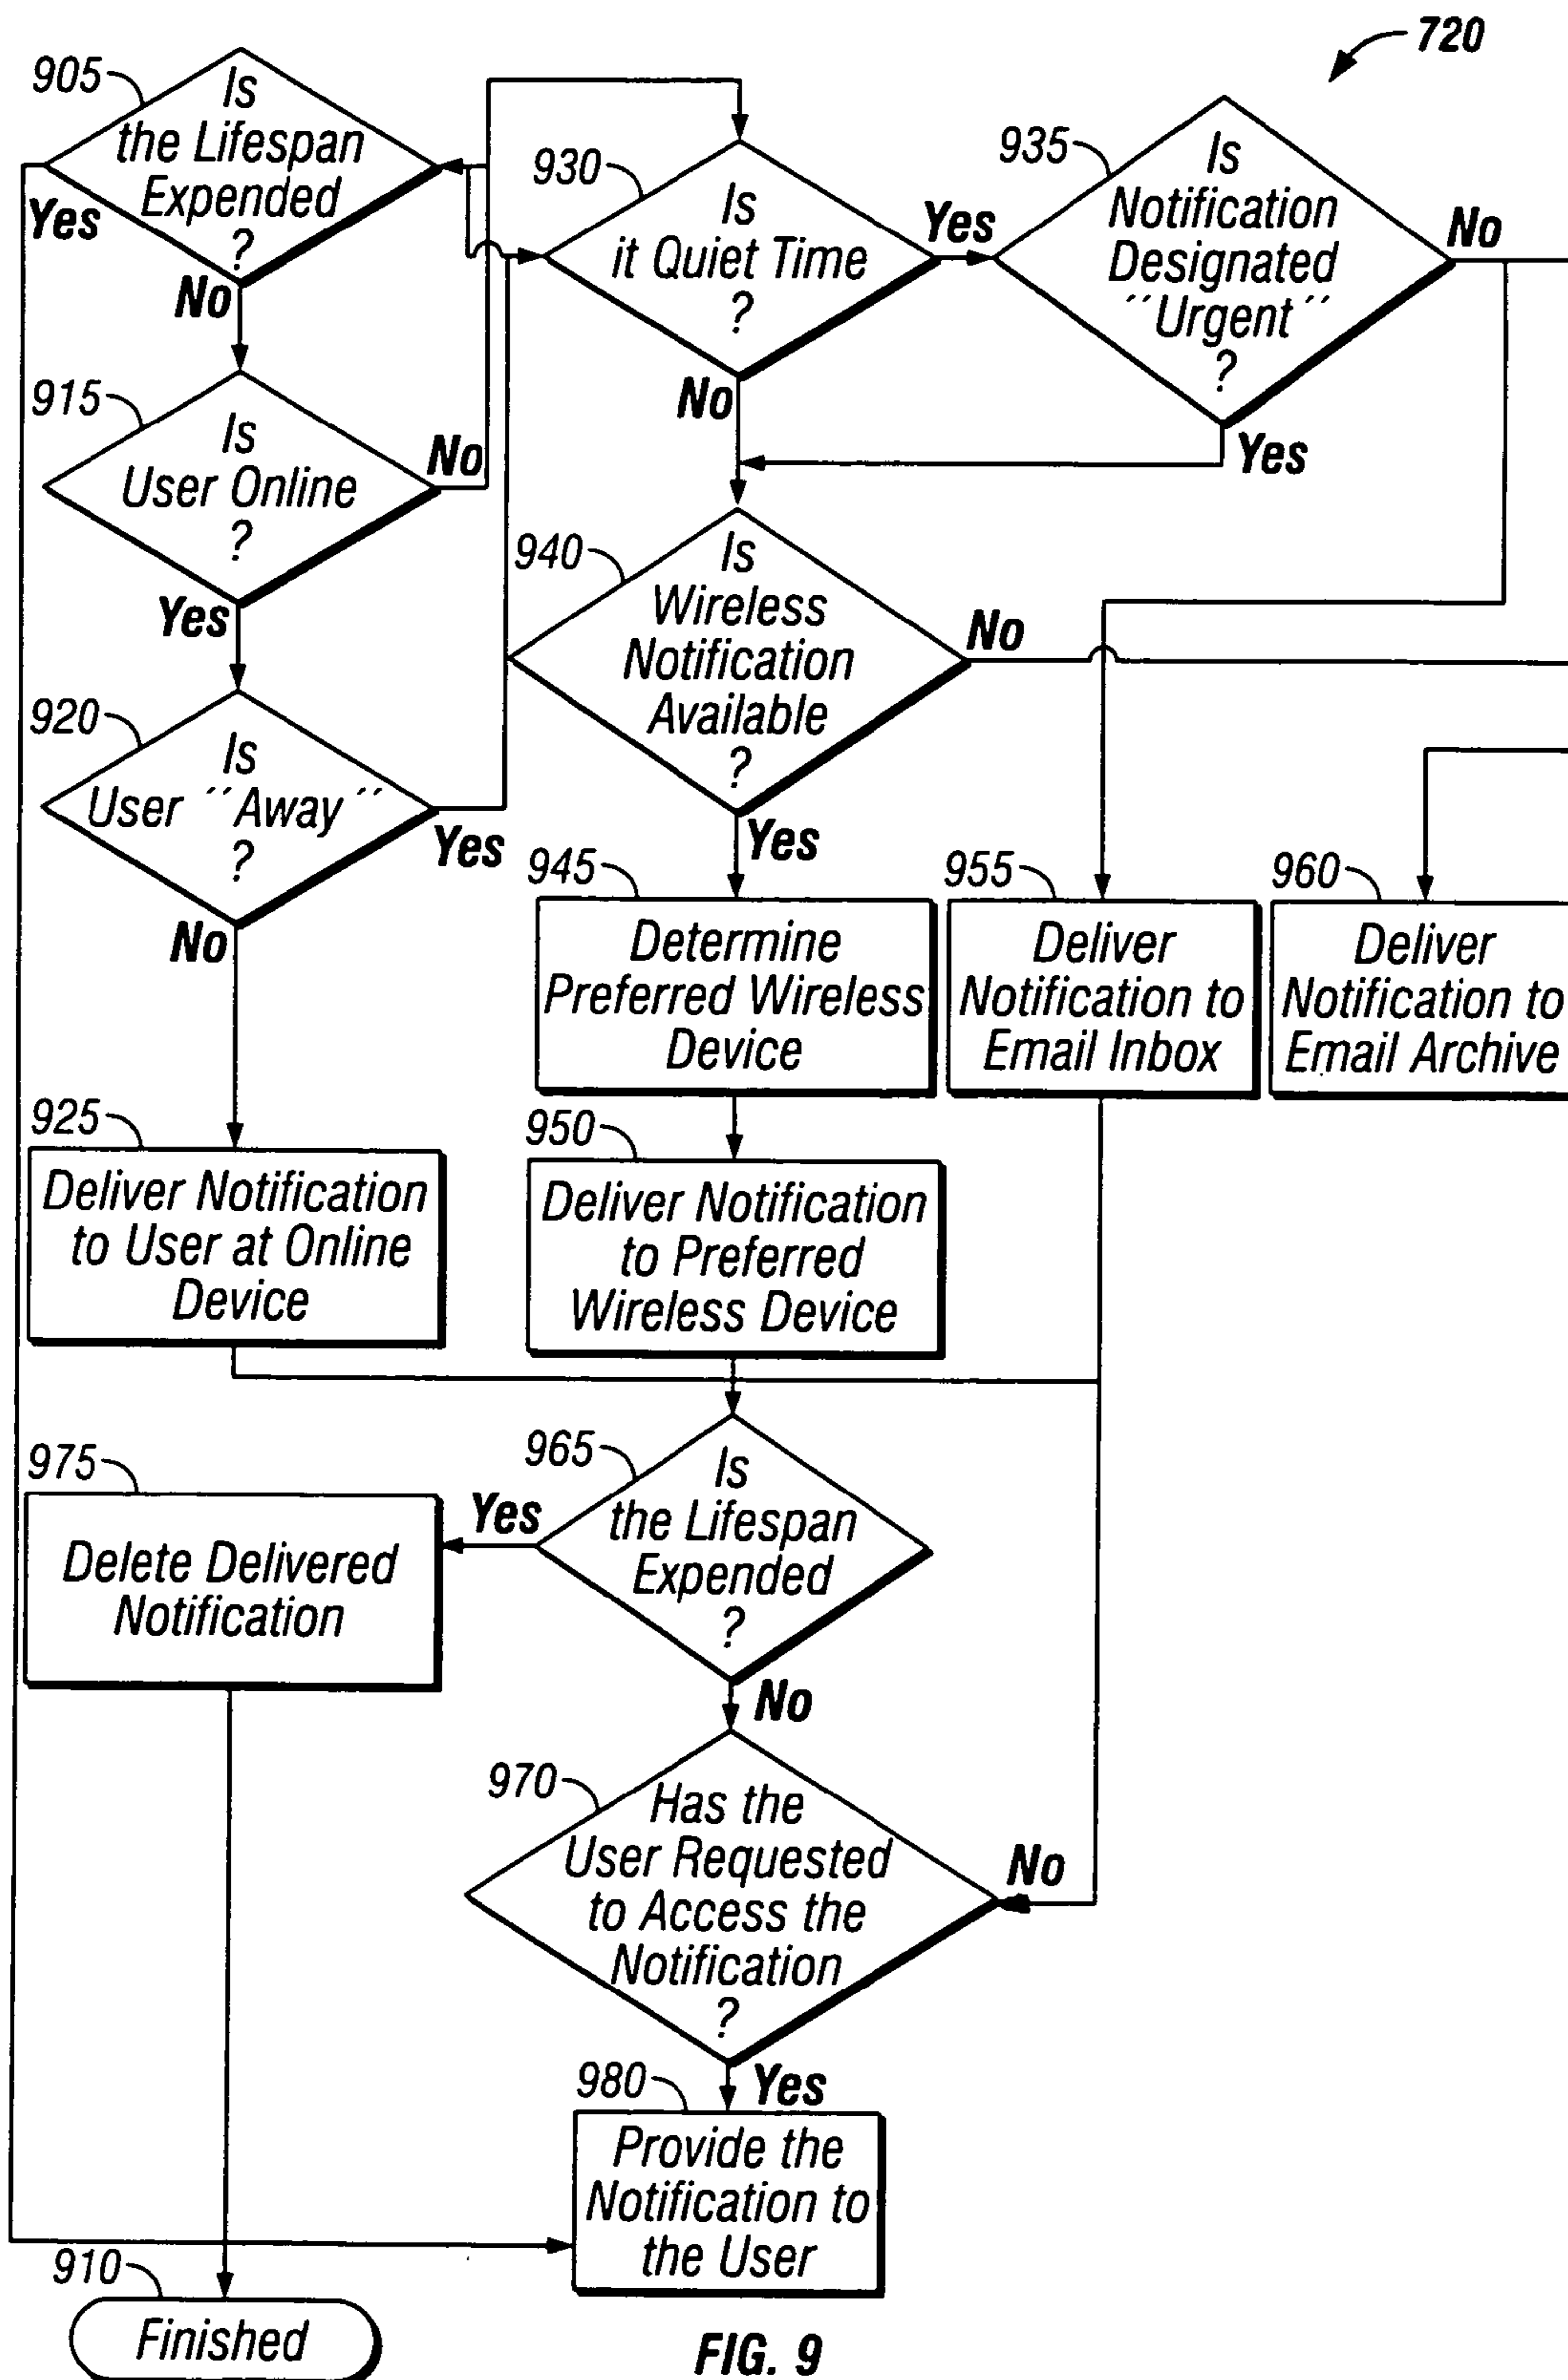 720
905
Is
the Lifespan
Expended
?
Yes
No
930
Is
it Quiet Time
?
Yes
No
935
Is
Notification
Designated
˝Urgent˝
?
No
Yes
915
Is
User Online
?
No
Yes
940
Is
Wireless
Notification
Available
?
No
Yes
920
Is
User ˝Away˝
?
Yes
No
945
Determine
Preferred Wireless
Device
955
Deliver
Notification to
Email Inbox
960
Deliver
Notification to
Email Archive
925
Deliver Notification
to User at Online
Device
950
Deliver Notification
to Preferred
Wireless Device
965
Is
the Lifespan
Expended
?
Yes
No
975
Delete Delivered
Notification
970
Has the
User Requested
to Access the
Notification
?
No
Yes
980
Provide the
Notification to
the User
910
Finished
FIG. 9